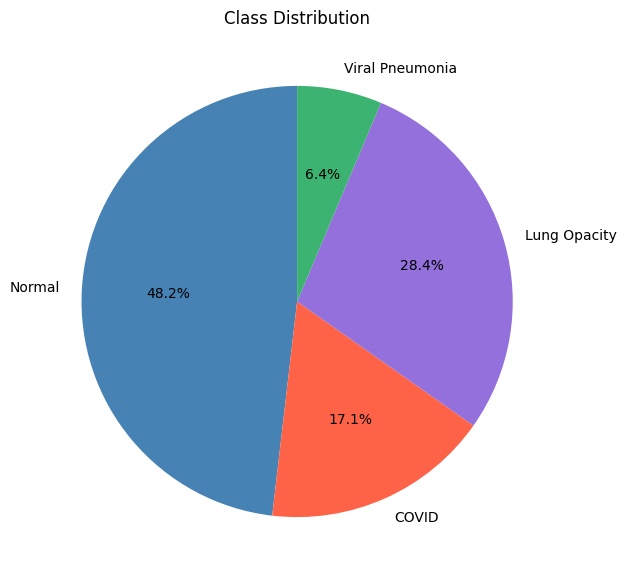 Class Distribution
Viral Pneumonia
6.4%
Lung Opacity
28.4%
Normal
48.2%
17.1%
COVID